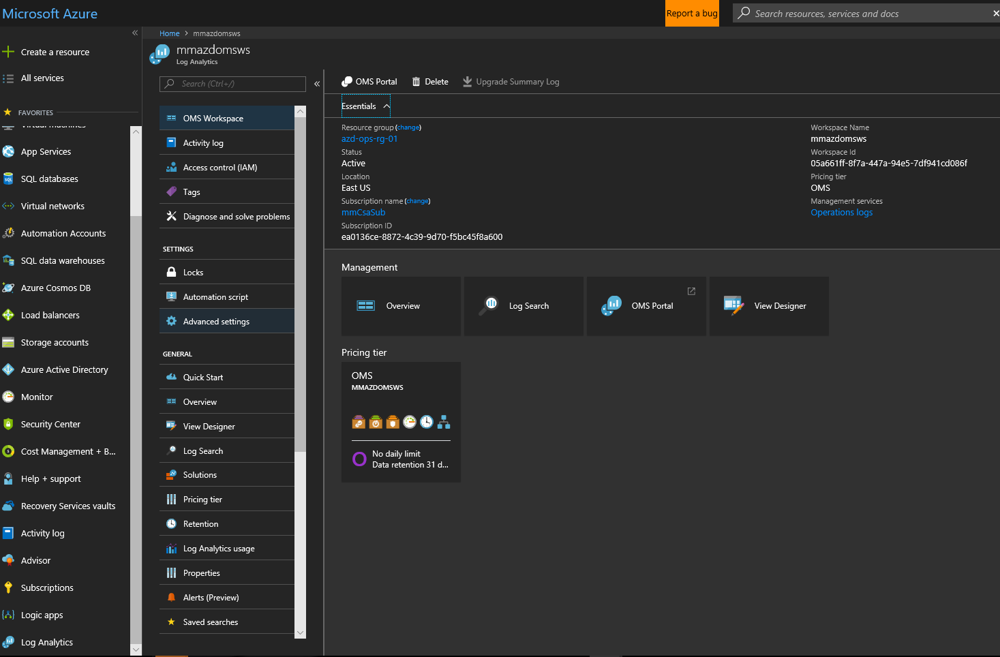 Microsoft Azure
Report a bug
Search resources, services and docs
Home > mmazdomsws
Create a resource
All services
FAVORITES
Virtual machines
App Services
SQL databases
Virtual networks
Automation Accounts
SQL data warehouses
Azure Cosmos DB
Load balancers
Storage accounts
Azure Active Directory
Monitor
Security Center
Cost Management + B...
Help + support
Recovery Services vaults
Activity log
Advisor
Subscriptions
Logic apps
Log Analytics
mmazdomsws
Log Analytics
Search (Ctrl+/)
OMS Workspace
Activity log
Access control (IAM)
Tags
Diagnose and solve problems
SETTINGS
Locks
Automation script
Advanced settings
GENERAL
Quick Start
Overview
View Designer
Log Search
Solutions
Pricing tier
Retention
Log Analytics usage
Properties
Alerts (Preview)
Saved searches
OMS Portal
Delete
Upgrade Summary Log
Essentials
Resource group (change)
azd-ops-rg-01
Status
Active
Location
East US
Subscription name (change)
mmCsaSub
Subscription ID
ea0136ce-8872-4c39-9d70-f5bc45f8a600
Workspace Name
mmazdomsws
Workspace Id
05a661ff-8f7a-447a-94e5-7df941cd086f
Pricing tier
OMS
Management services
Operations logs
Management
Overview
Log Search
OMS Portal
View Designer
Pricing tier
OMS
MMAZDOMSWS
No daily limit
Data retention 31 d...